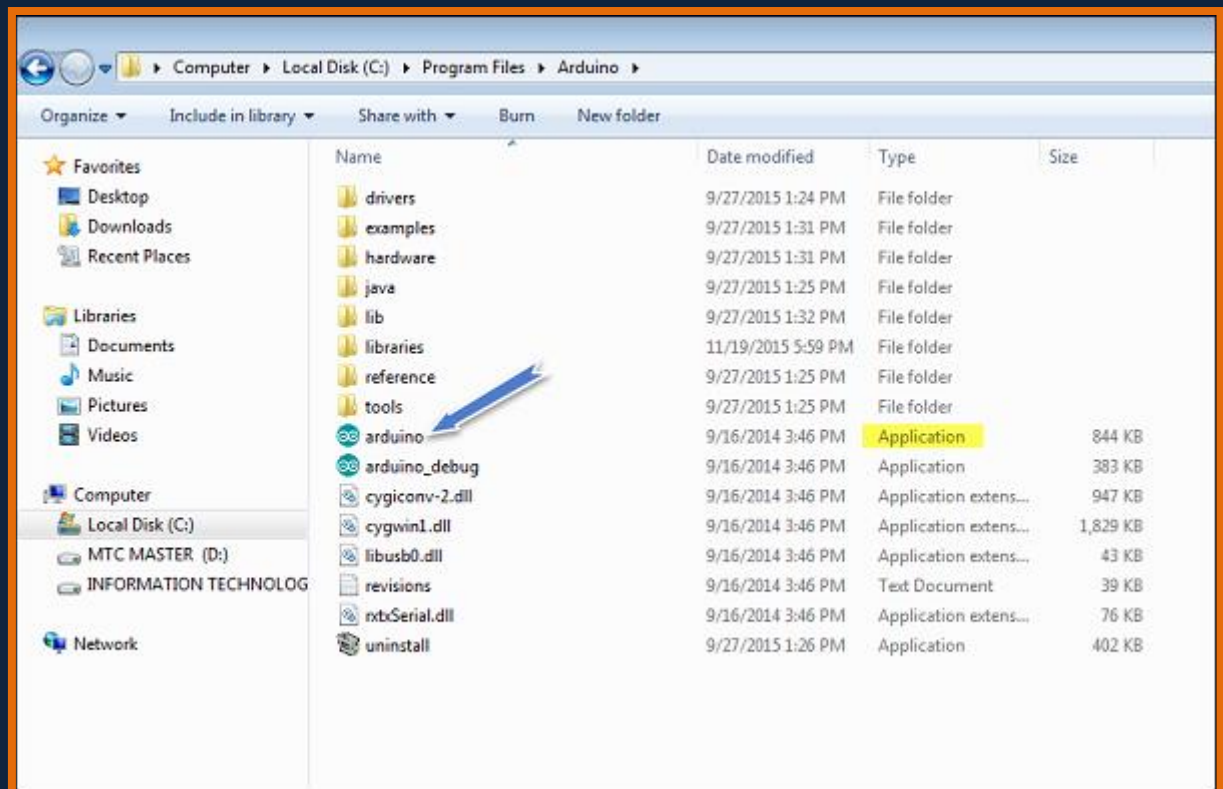 Computer Local Disk (C:) Program Files Arduino
Organize Include in library Share with Burn New folder
Favorites
Desktop
Downloads
Recent Places
Libraries
Documents
Music
Pictures
Videos
Computer
Local Disk (C:)
MTC MASTER (D:)
INFORMATION TECHNOLOG
Network
Name Date modified Type Size
drivers 9/27/2015 1:24 PM File folder
examples 9/27/2015 1:31 PM File folder
hardware 9/27/2015 1:31 PM File folder
java 9/27/2015 1:25 PM File folder
lib 9/27/2015 1:32 PM File folder
libraries 11/19/2015 5:59 PM File folder
reference 9/27/2015 1:25 PM File folder
tools 9/27/2015 1:25 PM File folder
arduino 9/16/2014 3:46 PM Application 844 KB
arduino_debug 9/16/2014 3:46 PM Application 383 KB
cygiconv-2.dll 9/16/2014 3:46 PM Application extens... 947 KB
cygwin1.dll 9/16/2014 3:46 PM Application extens... 1,829 KB
libusb0.dll 9/16/2014 3:46 PM Application extens... 43 KB
revisions 9/16/2014 3:46 PM Text Document 39 KB
rxtxSerial.dll 9/16/2014 3:46 PM Application extens... 76 KB
uninstall 9/27/2015 1:26 PM Application 402 KB